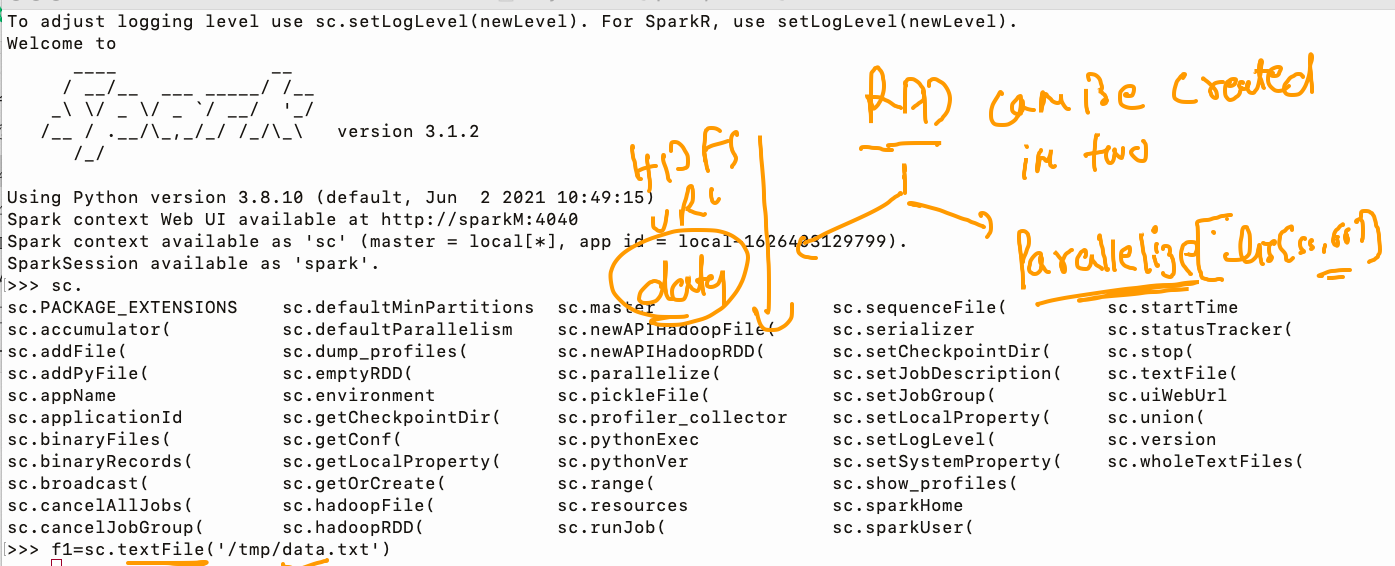 To adjust logging level use sc.setLogLevel(newLevel). For SparkR, use setLogLevel(newLevel).
Welcome to
Spark version 3.1.2
RDD can be created
in two
HDFS
URL
data
Parallelize
Using Python version 3.8.10 (default, Jun  2 2021 10:49:15)
Spark context Web UI available at http://sparkM:4040
Spark context available as 'sc' (master = local[*], app id = local-1626423129799).
SparkSession available as 'spark'.
>>> sc.
sc.PACKAGE_EXTENSIONS sc.defaultMinPartitions sc.master sc.sequenceFile( sc.startTime
sc.accumulator( sc.defaultParallelism sc.newAPIHadoopFile( sc.serializer sc.statusTracker(
sc.addFile( sc.dump_profiles( sc.newAPIHadoopRDD( sc.setCheckpointDir( sc.stop(
sc.addPyFile( sc.emptyRDD( sc.parallelize( sc.setJobDescription( sc.textFile(
sc.appName sc.environment sc.pickleFile( sc.setJobGroup( sc.uiWebUrl
sc.applicationId sc.getCheckpointDir( sc.profiler_collector sc.setLocalProperty( sc.union(
sc.binaryFiles( sc.getConf( sc.pythonExec sc.setLogLevel( sc.version
sc.binaryRecords( sc.getLocalProperty( sc.pythonVer sc.setSystemProperty( sc.wholeTextFiles(
sc.broadcast( sc.getOrCreate( sc.range( sc.show_profiles(
sc.cancelAllJobs( sc.hadoopFile( sc.resources sc.sparkHome
sc.cancelJobGroup( sc.hadoopRDD( sc.runJob( sc.sparkUser(
>>> f1=sc.textFile('/tmp/data.txt')